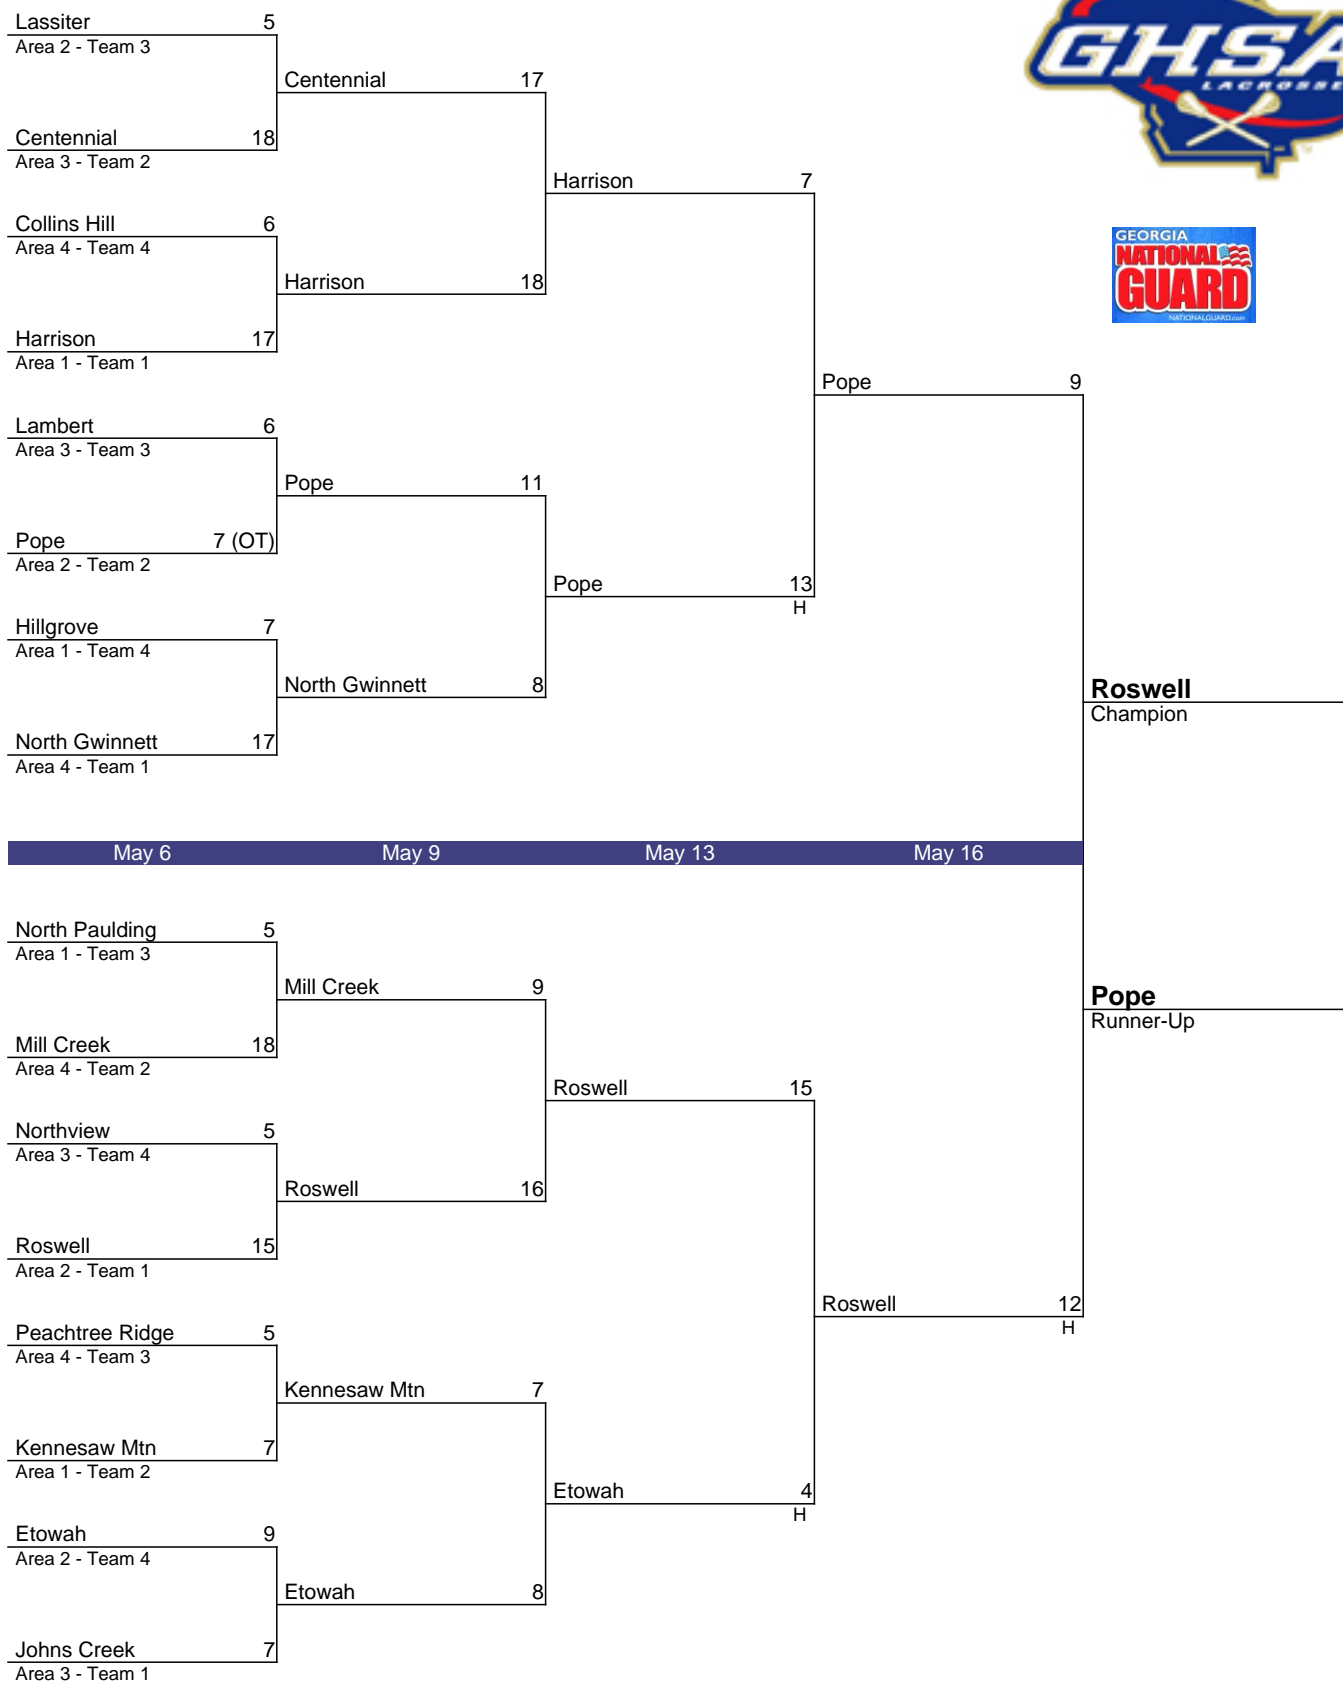 GHSA
LACROSSE
GEORGIA
NATIONAL
GUARD
NATIONALGUARD.com
Lassiter 5
Area 2 - Team 3
Centennial 17
Centennial 18
Area 3 - Team 2
Harrison 7
Collins Hill 6
Area 4 - Team 4
Harrison 18
Harrison 17
Area 1 - Team 1
Pope 9
Lambert 6
Area 3 - Team 3
Pope 11
Pope 7 (OT)
Area 2 - Team 2
Pope 13
H
Hillgrove 7
Area 1 - Team 4
North Gwinnett 8
Roswell
Champion
North Gwinnett 17
Area 4 - Team 1
May 6 May 9 May 13 May 16
North Paulding 5
Area 1 - Team 3
Mill Creek 9
Pope
Runner-Up
Mill Creek 18
Area 4 - Team 2
Roswell 15
Northview 5
Area 3 - Team 4
Roswell 16
Roswell 15
Area 2 - Team 1
Roswell 12
H
Peachtree Ridge 5
Area 4 - Team 3
Kennesaw Mtn 7
Kennesaw Mtn 7
Area 1 - Team 2
Etowah 4
H
Etowah 9
Area 2 - Team 4
Etowah 8
Johns Creek 7
Area 3 - Team 1